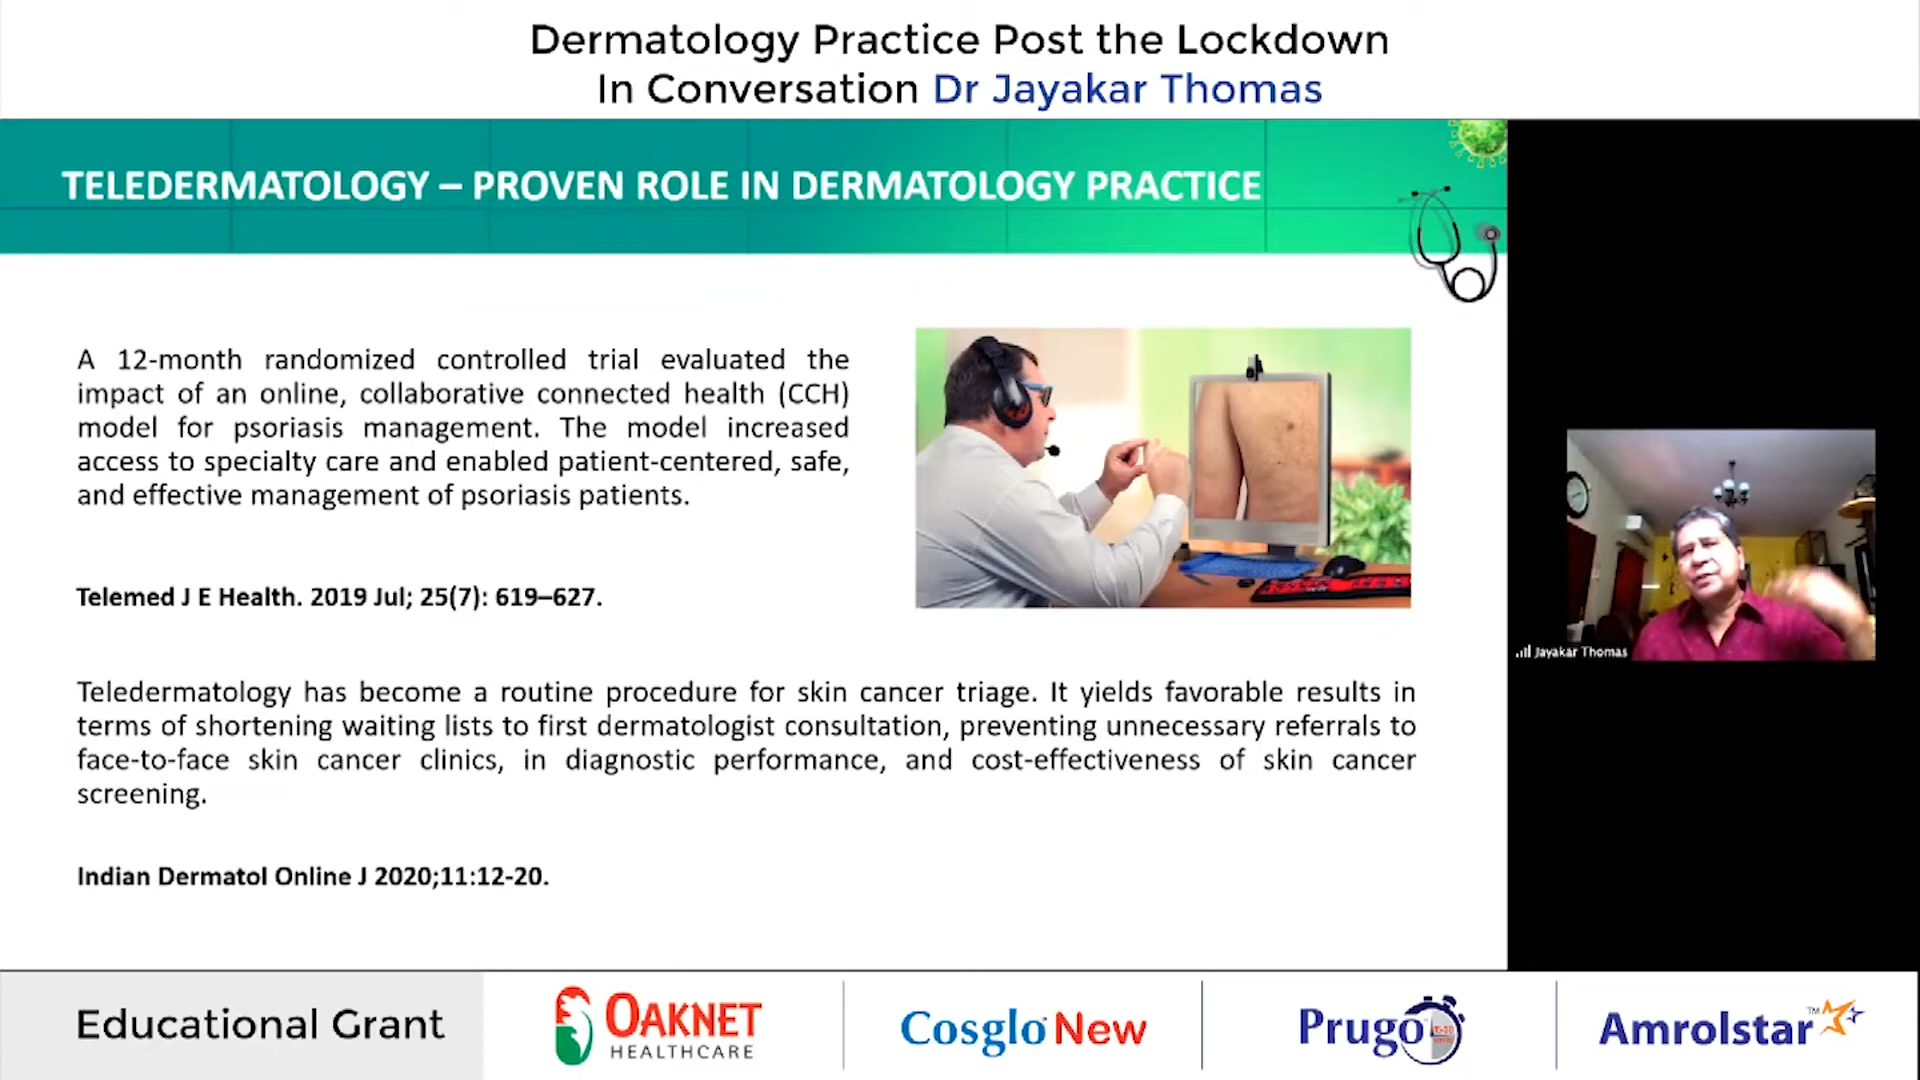 Dermatology Practice Post the Lockdown
In Conversation Dr Jayakar Thomas
TELEDERMATOLOGY – PROVEN ROLE IN DERMATOLOGY PRACTICE
A 12-month randomized controlled trial evaluated the
impact of an online, collaborative connected health (CCH)
model for psoriasis management. The model increased
access to specialty care and enabled patient-centered, safe,
and effective management of psoriasis patients.
Telemed J E Health. 2019 Jul; 25(7): 619–627.
Jayakar Thomas
Teledermatology has become a routine procedure for skin cancer triage. It yields favorable results in
terms of shortening waiting lists to first dermatologist consultation, preventing unnecessary referrals to
face-to-face skin cancer clinics, in diagnostic performance, and cost-effectiveness of skin cancer
screening.
Indian Dermatol Online J 2020;11:12-20.
Educational Grant
OAKNET
HEALTHCARE
Cosglo New
Prugo
Amrolstar™